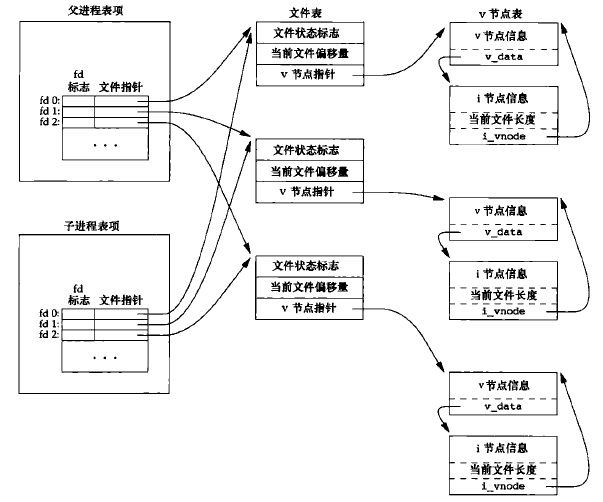 父进程表项
fd
标志 文件指针
fd 0:
fd 1:
fd 2:
...
子进程表项
fd
标志 文件指针
fd 0:
fd 1:
fd 2:
...
文件表
文件状态标志
当前文件偏移量
v 节点指针
文件状态标志
当前文件偏移量
v 节点指针
文件状态标志
当前文件偏移量
v 节点指针
v 节点表
v 节点信息
v_data
i 节点信息
当前文件长度
i_vnode
v 节点信息
v_data
i 节点信息
当前文件长度
i_vnode
v 节点信息
v_data
i 节点信息
当前文件长度
i_vnode